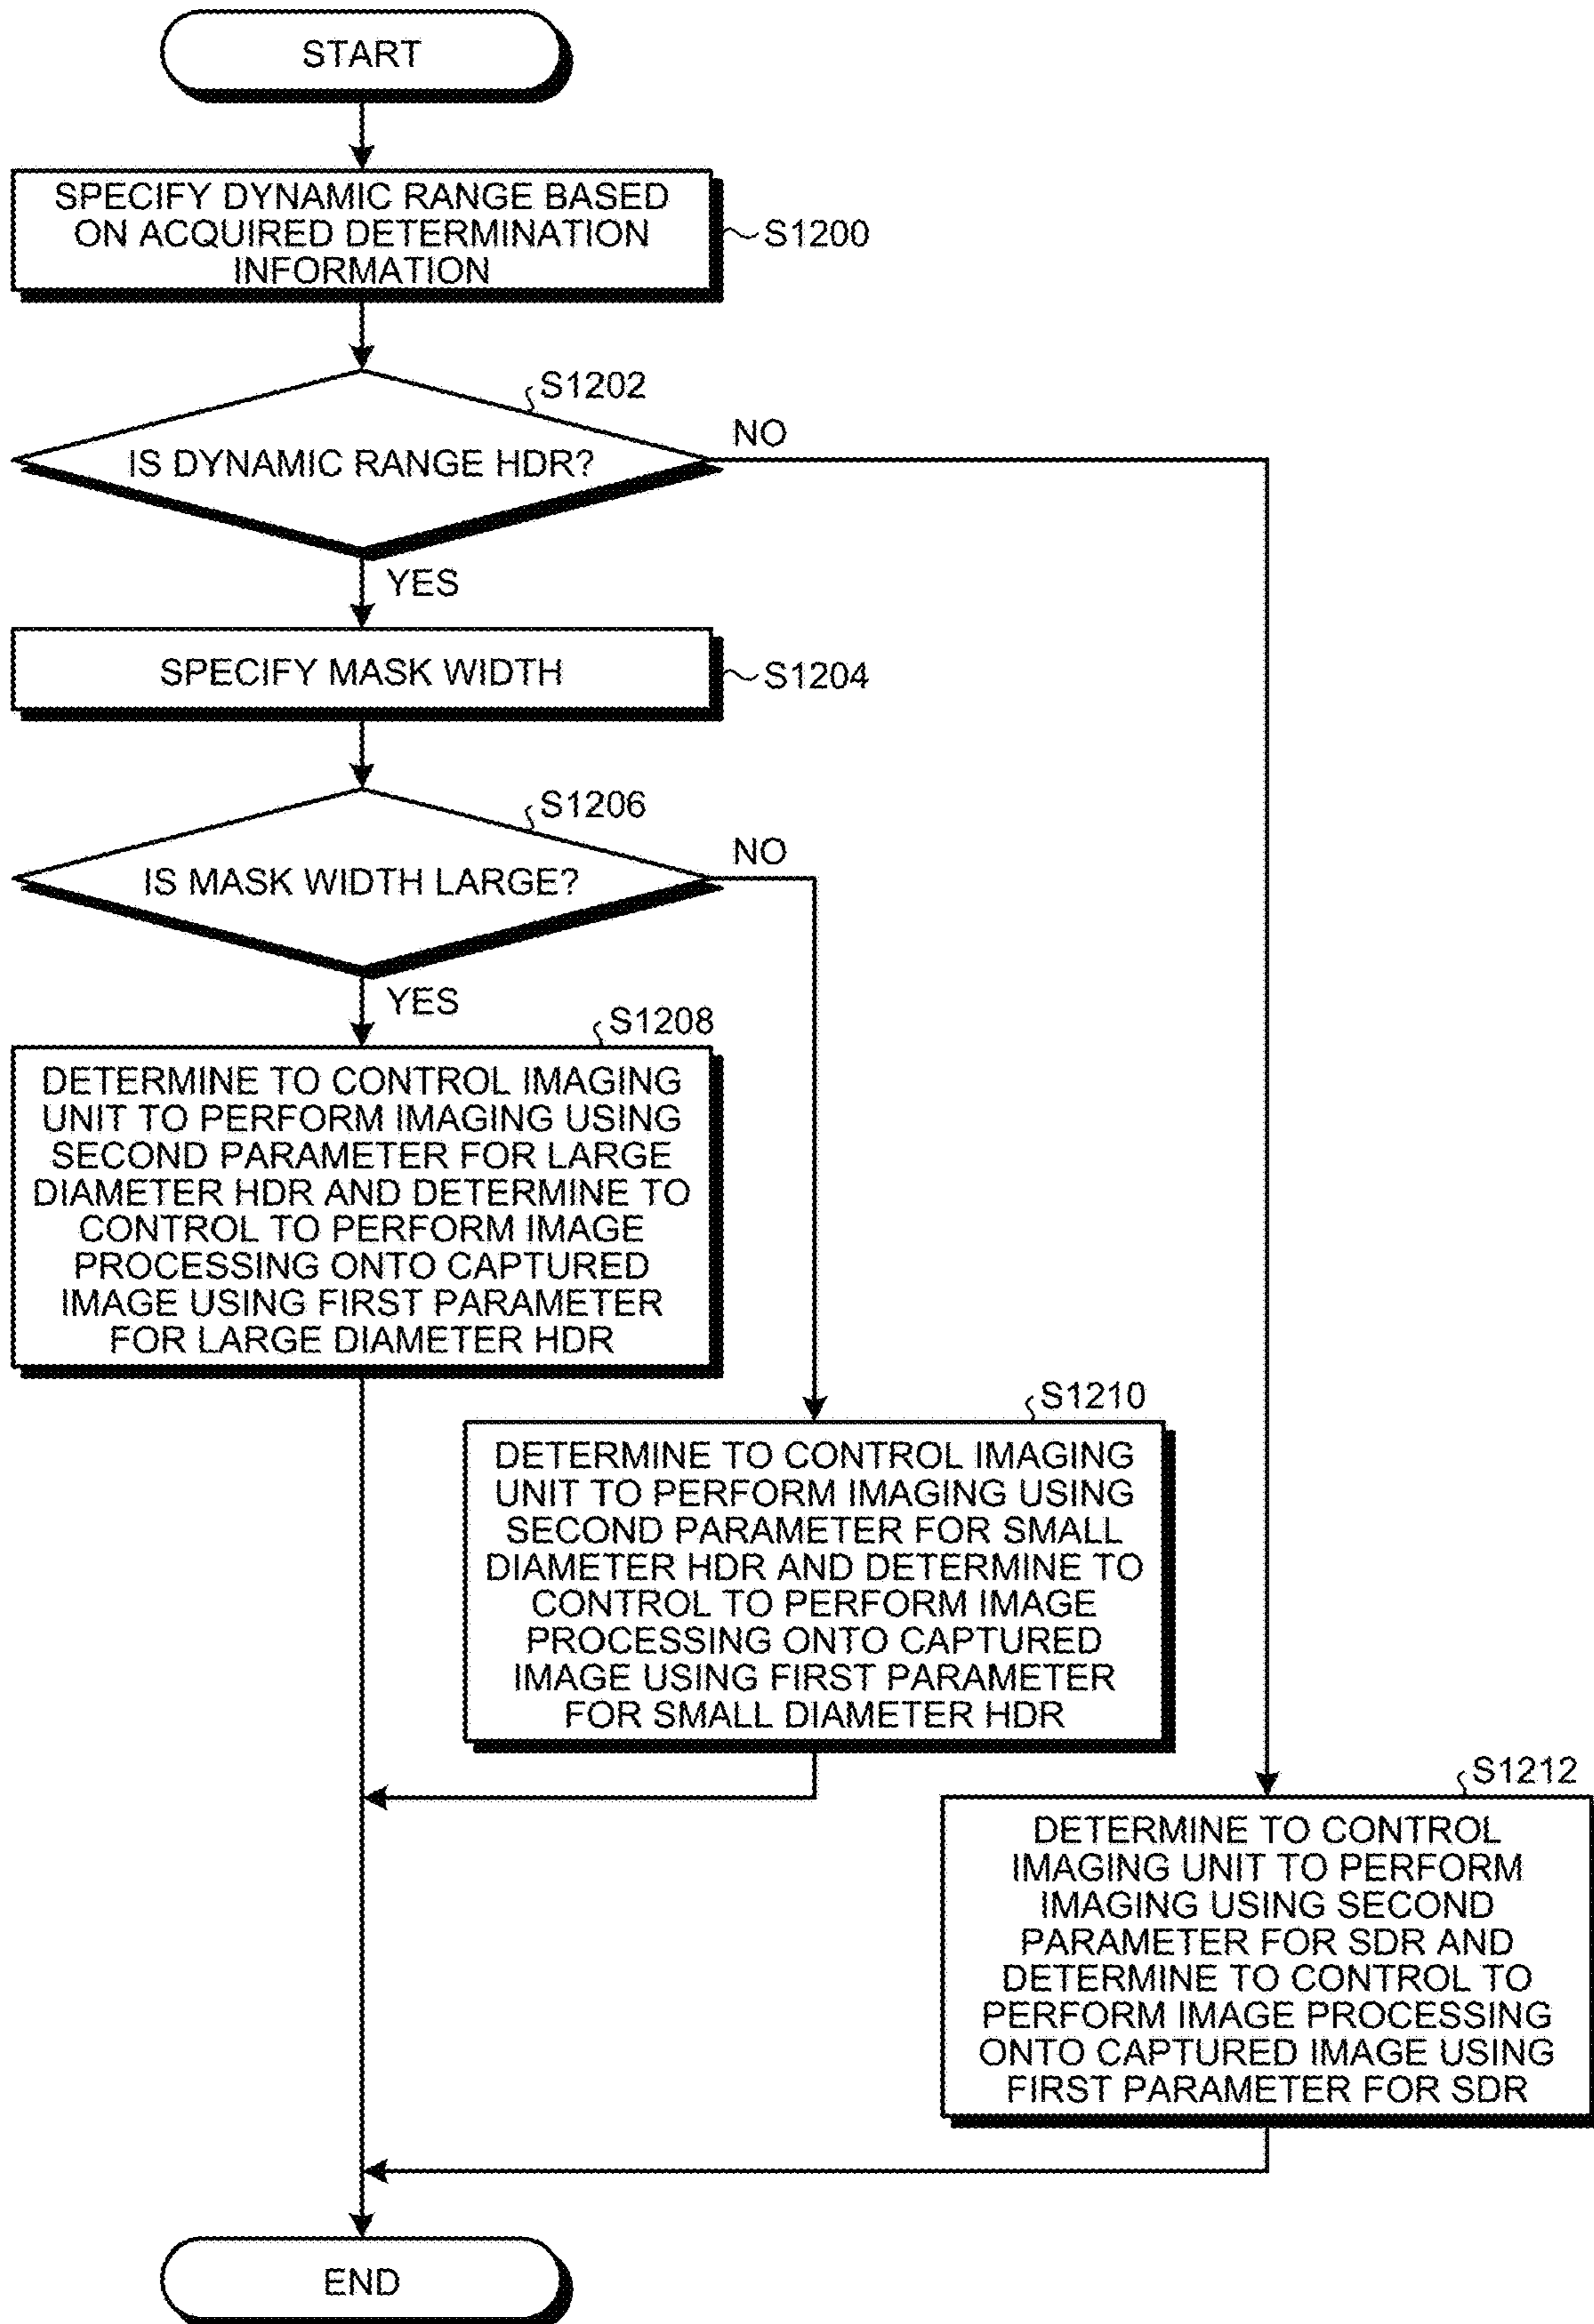 START
SPECIFY DYNAMIC RANGE BASED
ON ACQUIRED DETERMINATION
INFORMATION
S1200
S1202
IS DYNAMIC RANGE HDR?
NO
YES
SPECIFY MASK WIDTH
S1204
S1206
IS MASK WIDTH LARGE?
NO
YES
S1208
DETERMINE TO CONTROL IMAGING
UNIT TO PERFORM IMAGING USING
SECOND PARAMETER FOR LARGE
DIAMETER HDR AND DETERMINE TO
CONTROL TO PERFORM IMAGE
PROCESSING ONTO CAPTURED
IMAGE USING FIRST PARAMETER
FOR LARGE DIAMETER HDR
S1210
DETERMINE TO CONTROL IMAGING
UNIT TO PERFORM IMAGING USING
SECOND PARAMETER FOR SMALL
DIAMETER HDR AND DETERMINE TO
CONTROL TO PERFORM IMAGE
PROCESSING ONTO CAPTURED
IMAGE USING FIRST PARAMETER
FOR SMALL DIAMETER HDR
S1212
DETERMINE TO CONTROL
IMAGING UNIT TO PERFORM
IMAGING USING SECOND
PARAMETER FOR SDR AND
DETERMINE TO CONTROL TO
PERFORM IMAGE PROCESSING
ONTO CAPTURED IMAGE USING
FIRST PARAMETER FOR SDR
END